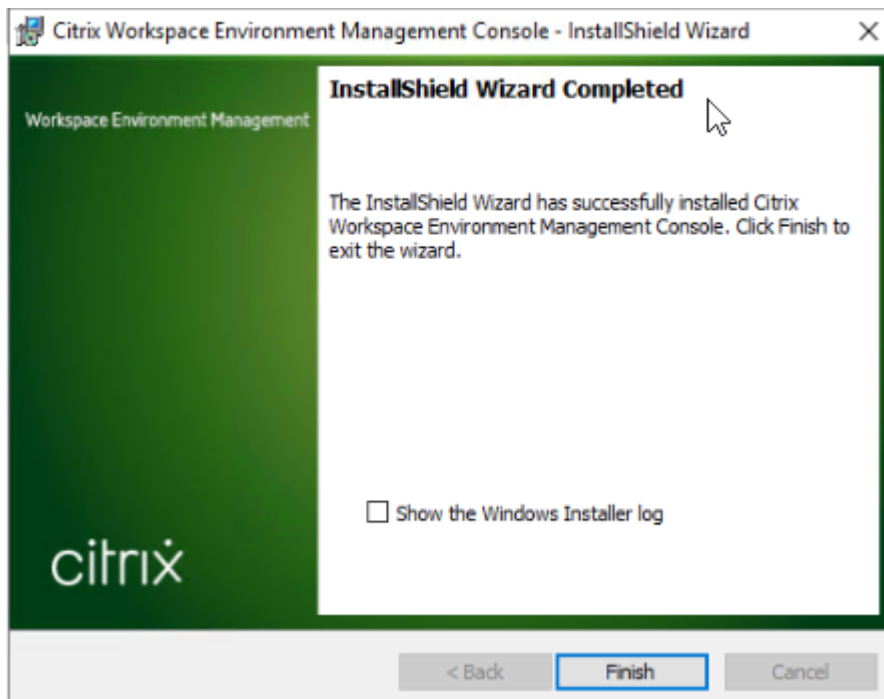 Citrix Workspace Environment Management Console - InstallShield Wizard
Workspace Environment Management
InstallShield Wizard Completed
The InstallShield Wizard has successfully installed Citrix
Workspace Environment Management Console. Click Finish to
exit the wizard.
Show the Windows Installer log
citrix
< Back
Finish
Cancel